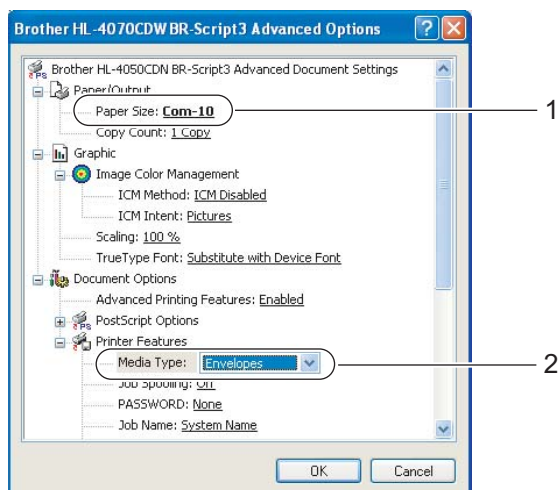 Brother HL-4070CDW BR-Script3 Advanced Options
PS Brother HL-4050CDN BR-Script3 Advanced Document Settings
Paper/Output
Paper Size: Com-10
1
Copy Count: 1 Copy
Graphic
Image Color Management
ICM Method: ICM Disabled
ICM Intent: Pictures
Scaling: 100 %
TrueType Font: Substitute with Device Font
Document Options
Advanced Printing Features: Enabled
PS PostScript Options
Printer Features
Media Type: Envelopes
2
Job Spooling: Off
PASSWORD: None
Job Name: System Name
OK
Cancel